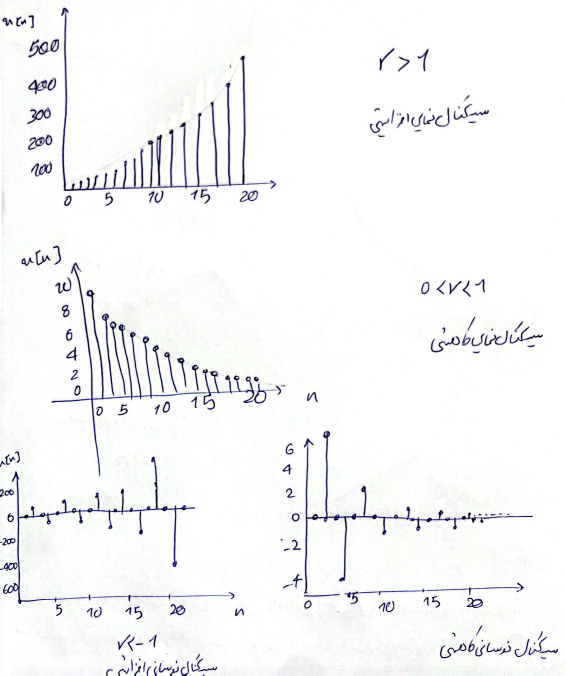 x[n]
500
400
300
200
100
0 5 10 15 20
r > 1
سیگنال نمایی افزایشی
x[n]
10
8
6
4
2
0
0 5 10 15 20 n
0 < r < 1
سیگنال نمایی کاهشی
x[n]
200
0
-200
-400
600
5 10 15 20 n
r < -1
سیگنال نوسانی افزایشی
6
4
2
0
-2
-4
0 5 10 15 20
سیگنال نوسانی کاهشی